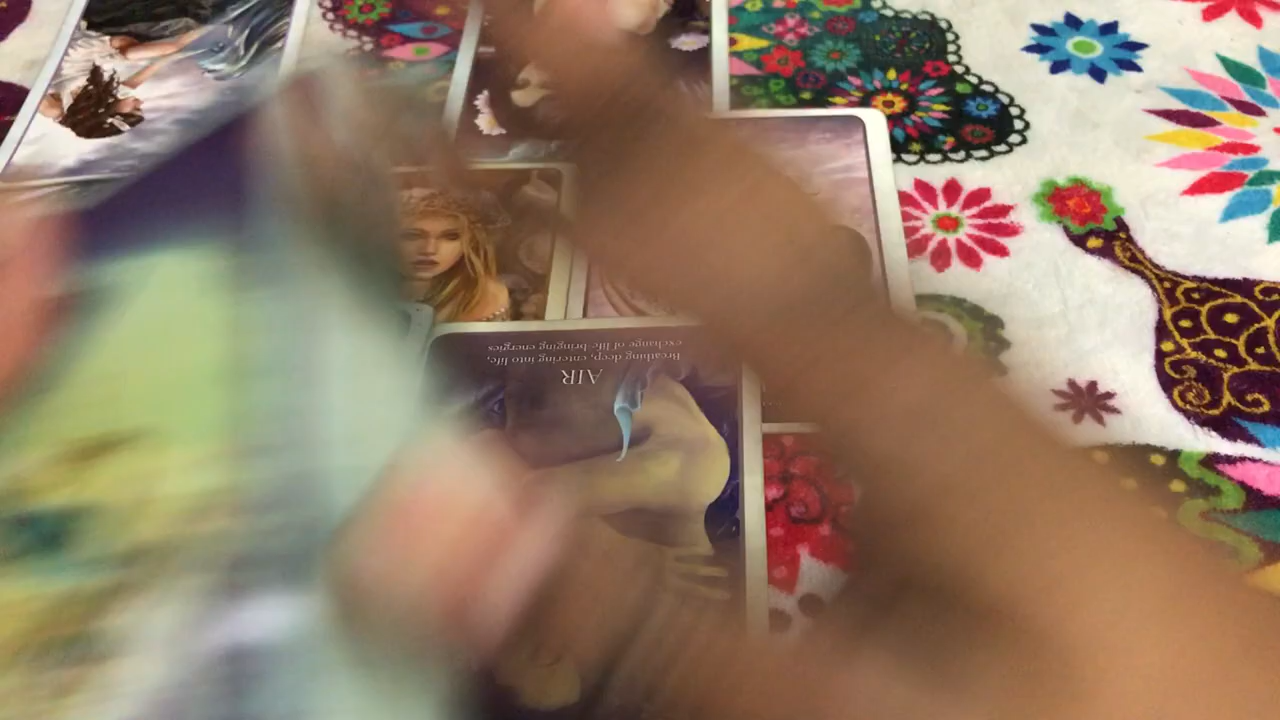 AIR
Breathing deep, entering into life,
exchange of life-bringing energies